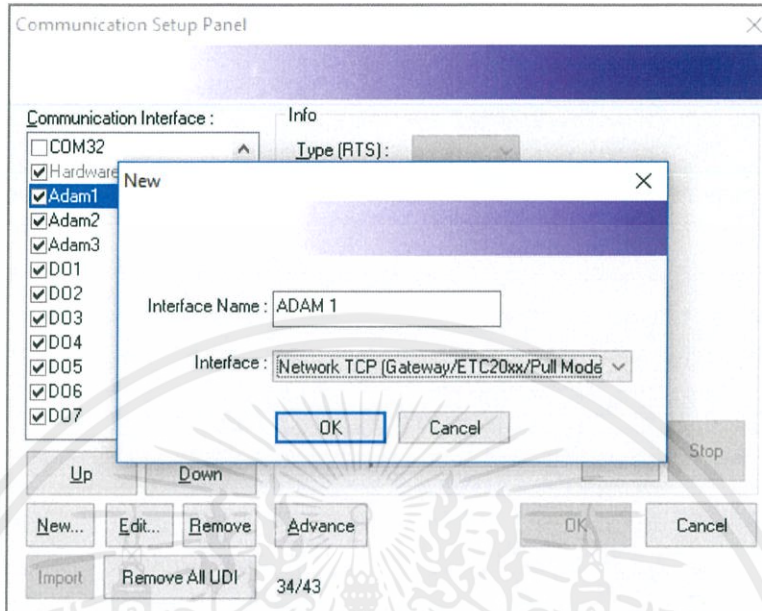 Communication Setup Panel
Communication Interface :
Info
COM32
Type (RTS) :
Hardware
Adam1
Adam2
Adam3
DO1
DO2
DO3
DO4
DO5
DO6
DO7
New
Interface Name : ADAM 1
Interface : Network TCP (Gateway/ETC20xx/Pull Mode
OK Cancel
Stop
Up Down
New... Edit... Remove Advance OK Cancel
Import Remove All UDI 34/43